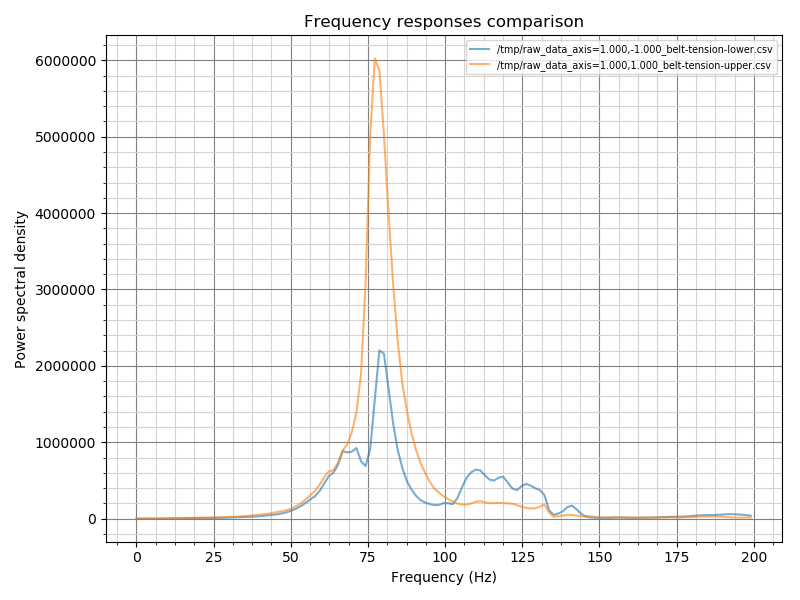 Frequency responses comparison
/tmp/raw_data_axis=1.000,-1.000_belt-tension-lower.csv
/tmp/raw_data_axis=1.000,1.000_belt-tension-upper.csv
Power spectral density
6000000
5000000
4000000
3000000
2000000
1000000
0
0 25 50 75 100 125 150 175 200
Frequency (Hz)